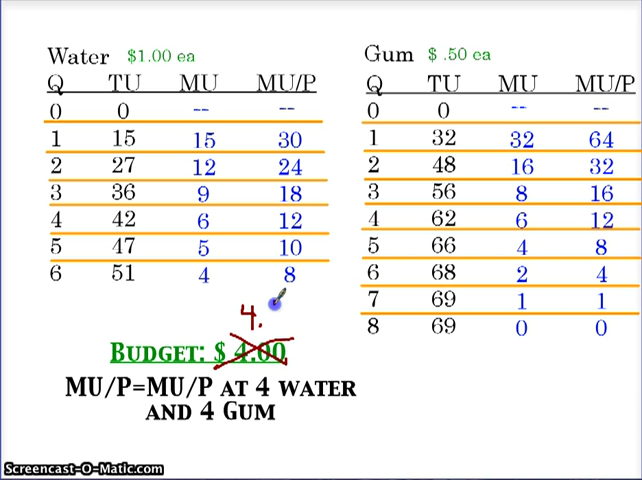 Water $1.00 ea
Q TU MU MU/P
0 0 -- --
1 15 15 30
2 27 12 24
3 36 9 18
4 42 6 12
5 47 5 10
6 51 4 8
Gum $ .50 ea
Q TU MU MU/P
0 0 -- --
1 32 32 64
2 48 16 32
3 56 8 16
4 62 6 12
5 66 4 8
6 68 2 4
7 69 1 1
8 69 0 0
4.
BUDGET: $ 4.00
MU/P=MU/P AT 4 WATER
AND 4 GUM
Screencast-O-Matic.com